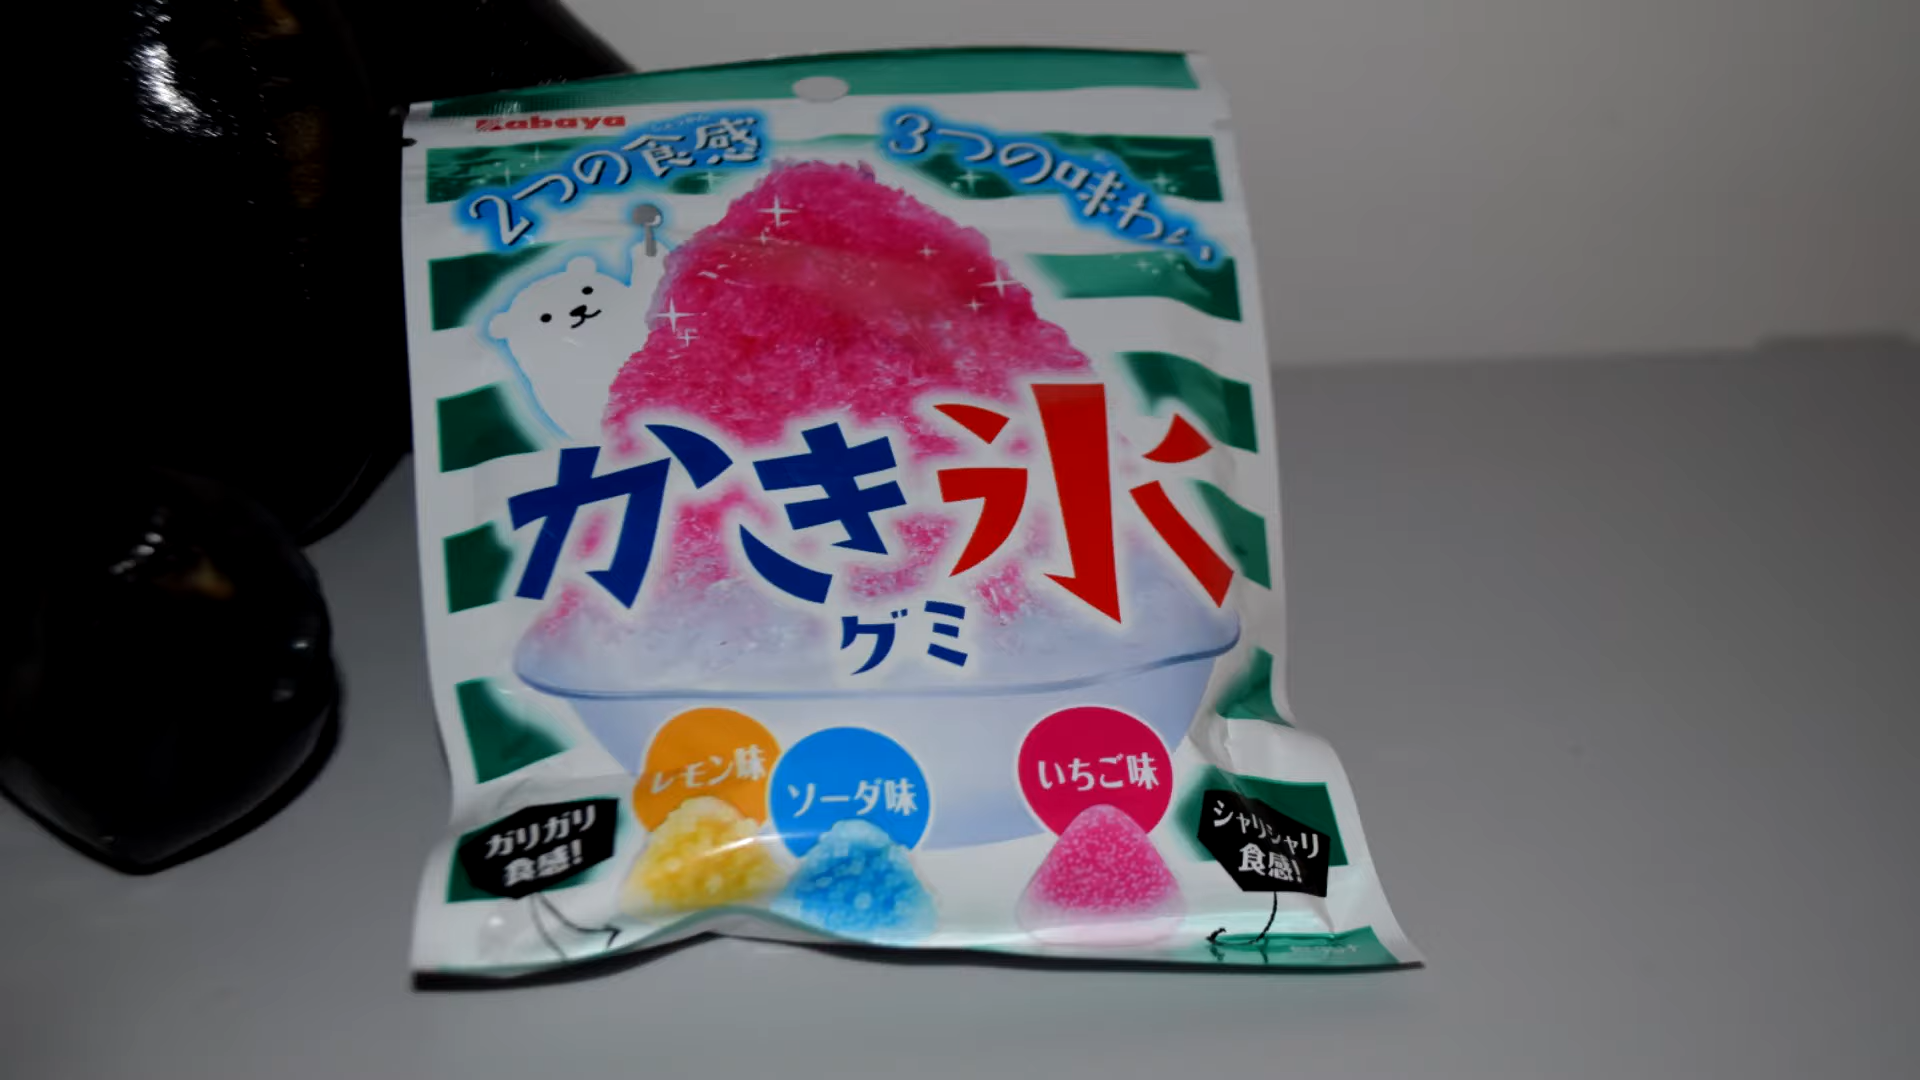 Kabaya
2つの食感
3つの味わい
かき氷
グミ
レモン味
ソーダ味
いちご味
ガリガリ
食感!
シャリシャリ
食感!